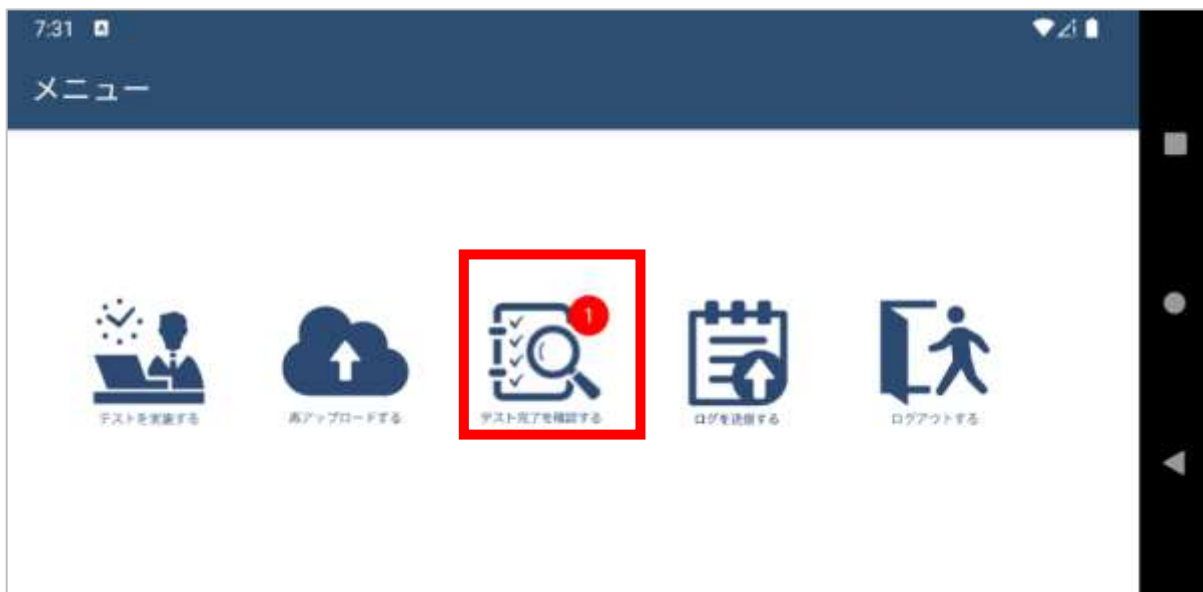 7:31
メニュー
1
テストを実施する
再アップロードする
テスト完了を確認する
ログを送信する
ログアウトする